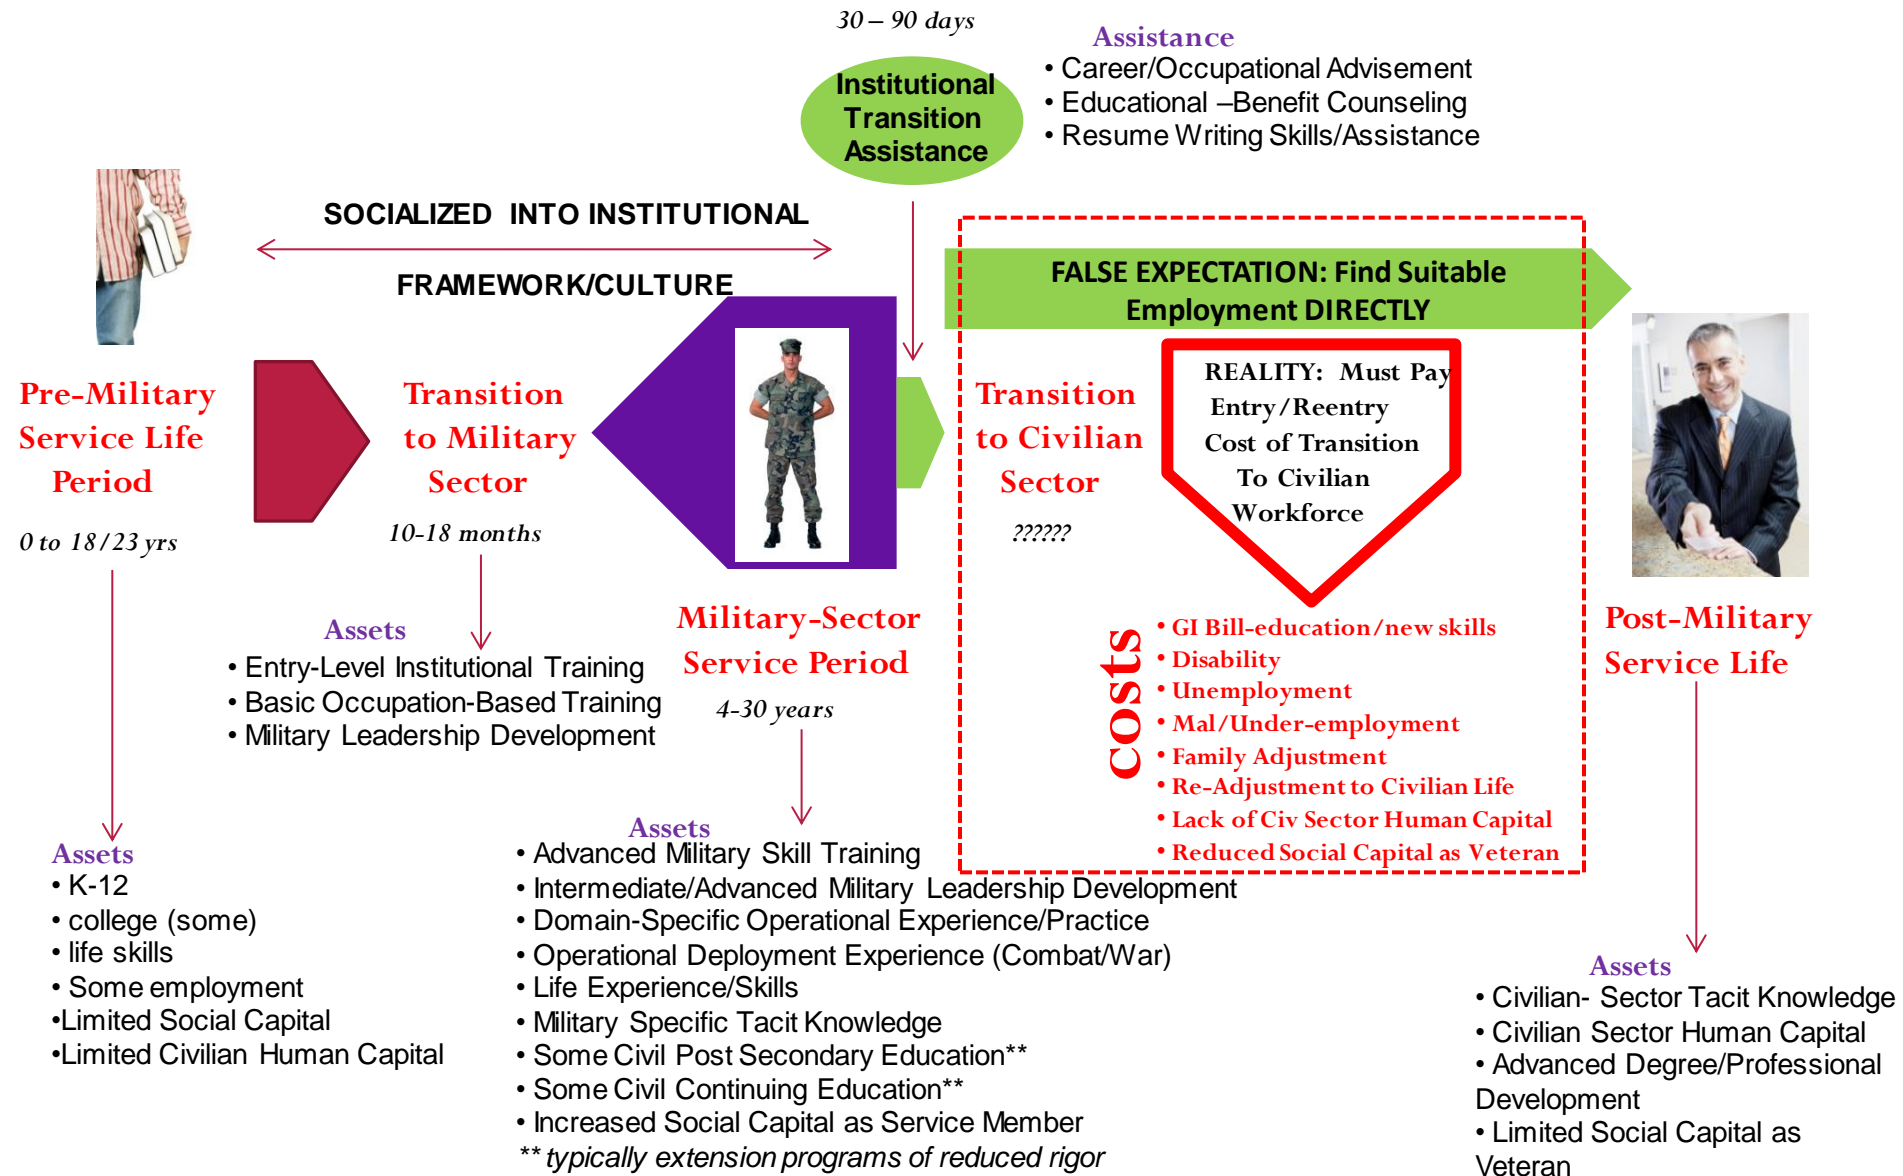 30 – 90 days
Institutional
Transition
Assistance
Assistance
• Career/Occupational Advisement
• Educational –Benefit Counseling
• Resume Writing Skills/Assistance
SOCIALIZED INTO INSTITUTIONAL
FRAMEWORK/CULTURE
FALSE EXPECTATION: Find Suitable
Employment DIRECTLY
Pre-Military
Service Life
Period
0 to 18/23 yrs
Transition
to Military
Sector
10-18 months
Transition
to Civilian
Sector
??????
REALITY: Must Pay
Entry/Reentry
Cost of Transition
To Civilian
Workforce
Assets
• Entry-Level Institutional Training
• Basic Occupation-Based Training
• Military Leadership Development
Military-Sector
Service Period
4-30 years
costs
• GI Bill-education/new skills
• Disability
• Unemployment
• Mal/Under-employment
• Family Adjustment
• Re-Adjustment to Civilian Life
• Lack of Civ Sector Human Capital
• Reduced Social Capital as Veteran
Post-Military
Service Life
Assets
• K-12
• college (some)
• life skills
• Some employment
•Limited Social Capital
•Limited Civilian Human Capital
Assets
• Advanced Military Skill Training
• Intermediate/Advanced Military Leadership Development
• Domain-Specific Operational Experience/Practice
• Operational Deployment Experience (Combat/War)
• Life Experience/Skills
• Military Specific Tacit Knowledge
• Some Civil Post Secondary Education**
• Some Civil Continuing Education**
• Increased Social Capital as Service Member
** typically extension programs of reduced rigor
Assets
• Civilian- Sector Tacit Knowledge
• Civilian Sector Human Capital
• Advanced Degree/Professional
Development
• Limited Social Capital as
Veteran